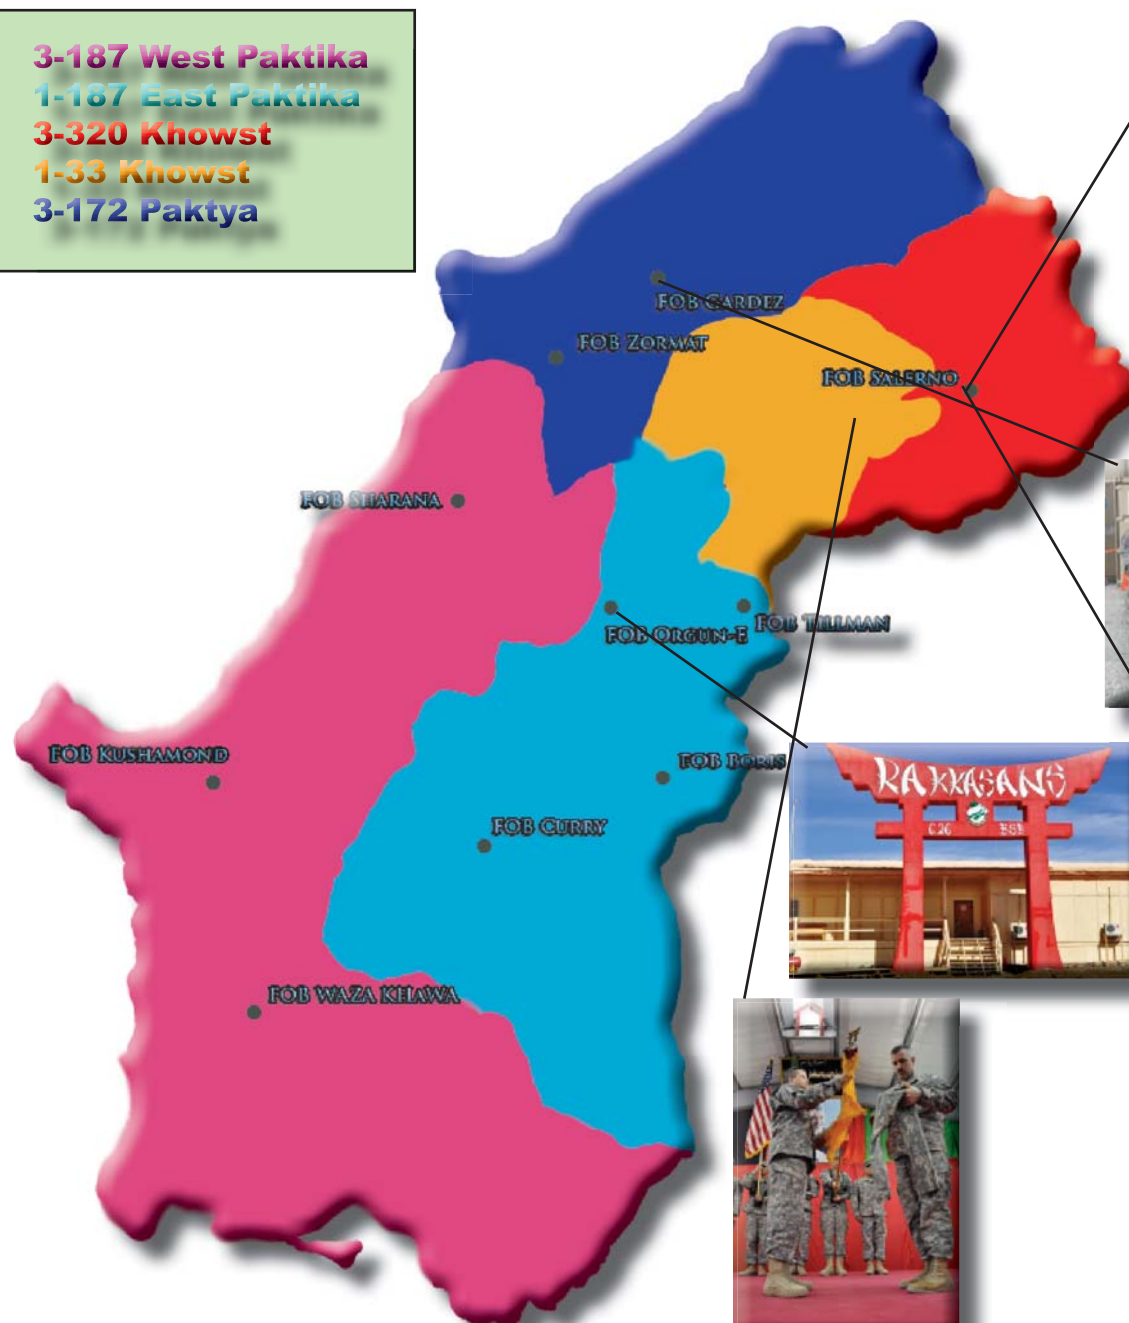 3-187 West Paktika
1-187 East Paktika
3-320 Khowst
1-33 Khowst
3-172 Paktya
FOB GARDEZ
FOB ZORMAT
FOB SALERNO
FOB SHARANA
FOB ORGUN-E
FOB TILLMAN
FOB KUSHAMOND
FOB BORIS
FOB CURRY
FOB WAZA KHAWA
RAKKASANS
C26 BSB